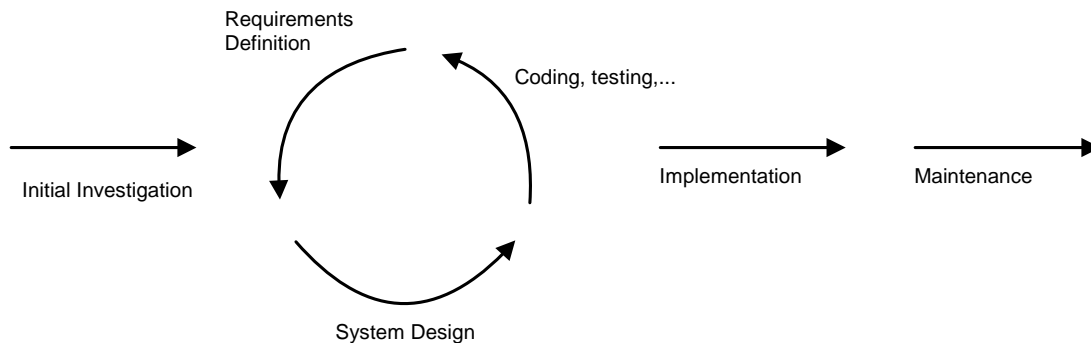 Requirements
Definition
Coding, testing,...
Initial Investigation
Implementation
Maintenance
System Design